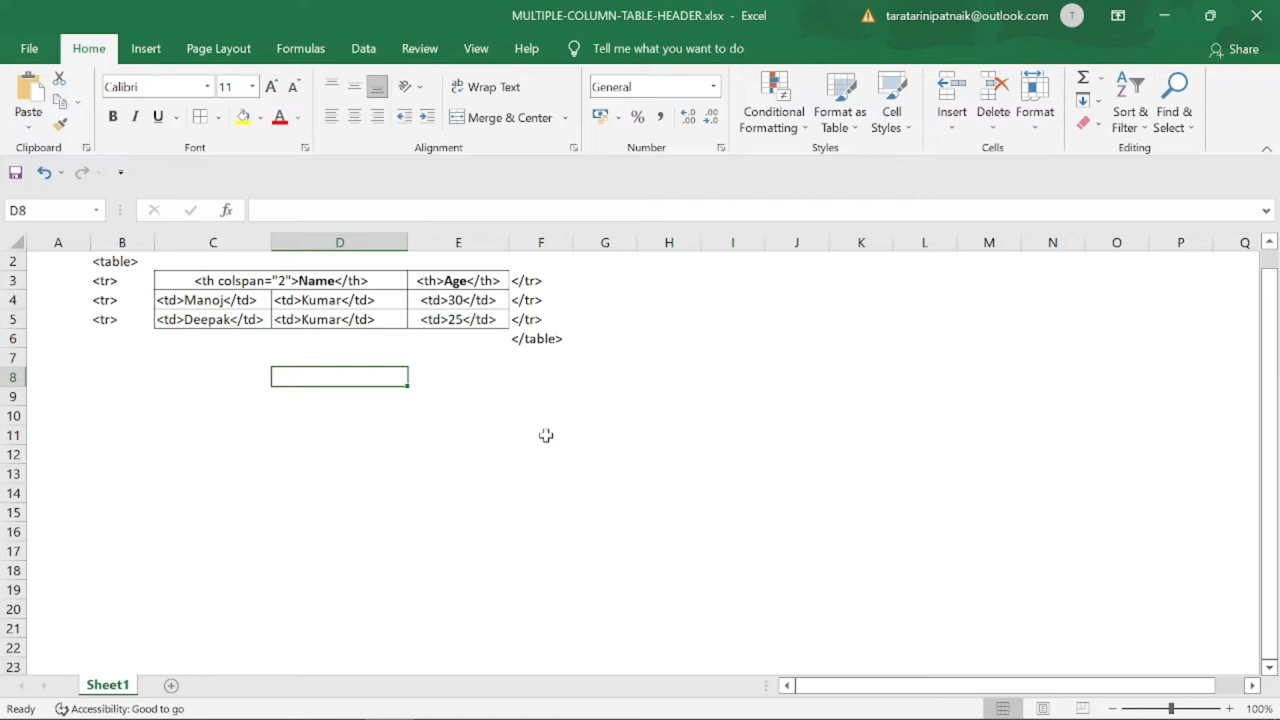 MULTIPLE-COLUMN-TABLE-HEADER.xlsx - Excel
taratarinipatnaik@outlook.com T
File Home Insert Page Layout Formulas Data Review View Help Tell me what you want to do Share
Calibri 11 Wrap Text General
Paste B I U A Merge & Center % , Conditional Formatting Format as Table Cell Styles Insert Delete Format Sort & Filter Find & Select
Clipboard Font Alignment Number Styles Cells Editing
D8 fx
A B C D E F G H I J K L M N O P Q
2 <table>
3 <tr> <th colspan="2">Name</th> <th>Age</th> </tr>
4 <tr> <td>Manoj</td> <td>Kumar</td> <td>30</td> </tr>
5 <tr> <td>Deepak</td> <td>Kumar</td> <td>25</td> </tr>
6 </table>
7
8
9
10
11
12
13
14
15
16
17
18
19
20
21
22
23
Sheet1
Ready Accessibility: Good to go 100%